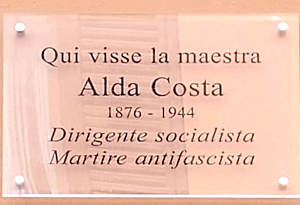 Qui visse la maestra
Alda Costa
1876 - 1944
Dirigente socialista
Martire antifascista